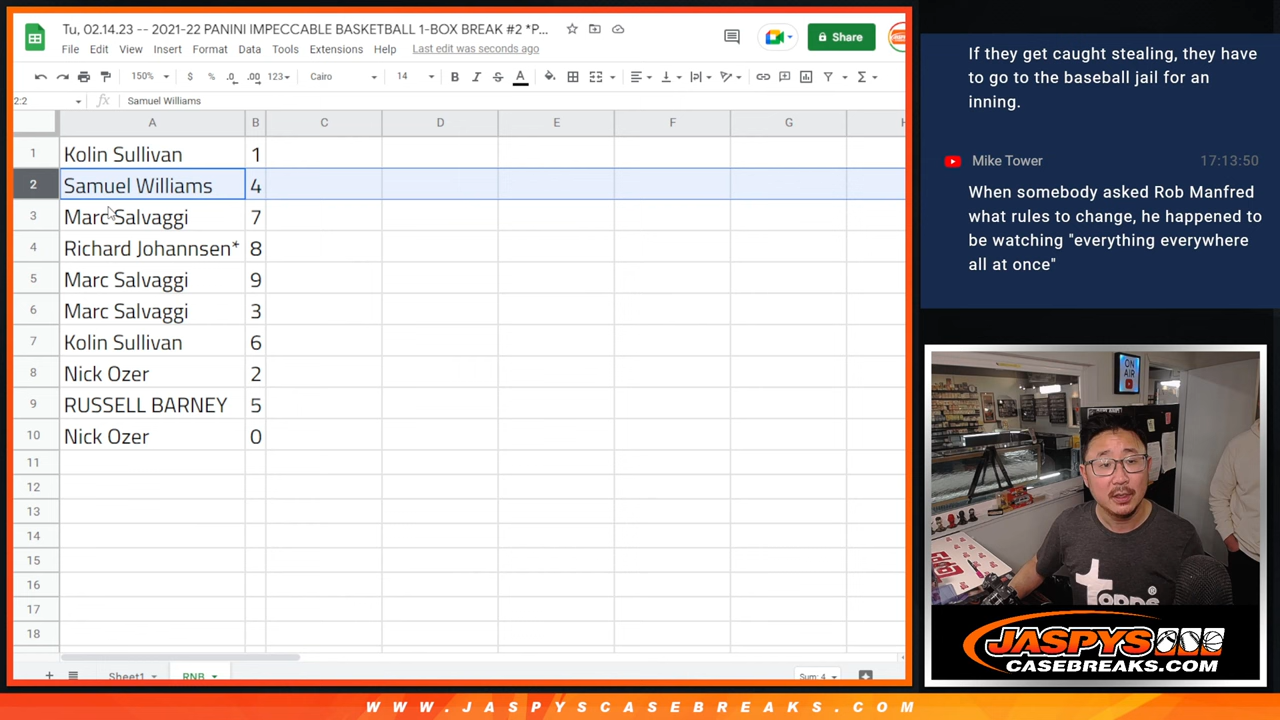 Tu, 02.14.23 -- 2021-22 PANINI IMPECCABLE BASKETBALL 1-BOX BREAK #2 *P...
File Edit View Insert Format Data Tools Extensions Help Last edit was seconds ago
Share
150% $ % .0 .00 123 Cairo 14 B I S A
2:2 fx Samuel Williams
A B C D E F G H
1 Kolin Sullivan 1
2 Samuel Williams 4
3 Marc Salvaggi 7
4 Richard Johannsen* 8
5 Marc Salvaggi 9
6 Marc Salvaggi 3
7 Kolin Sullivan 6
8 Nick Ozer 2
9 RUSSELL BARNEY 5
10 Nick Ozer 0
11
12
13
14
15
16
17
18
Sheet1 RNB Sum: 4
If they get caught stealing, they have
to go to the baseball jail for an
inning.
Mike Tower 17:13:50
When somebody asked Rob Manfred
what rules to change, he happened to
be watching "everything everywhere
all at once"
ON
AIR
topps
JASPYS
CASEBREAKS.COM
WWW.JASPYSCASEBREAKS.COM